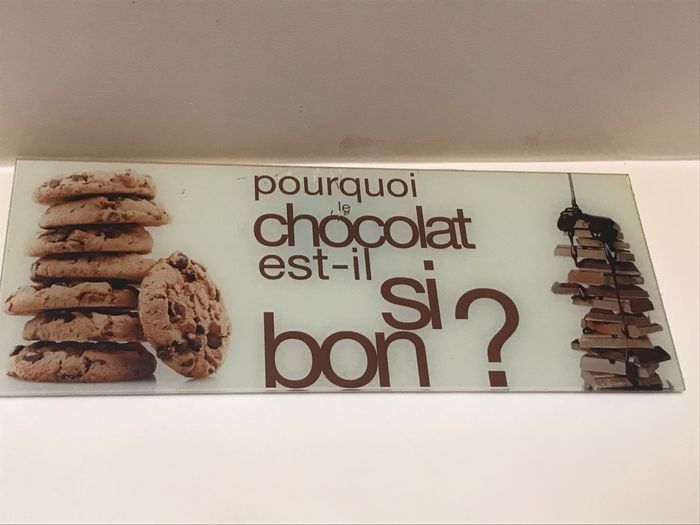 pourquoi
le
chocolat
est-il
si
bon ?